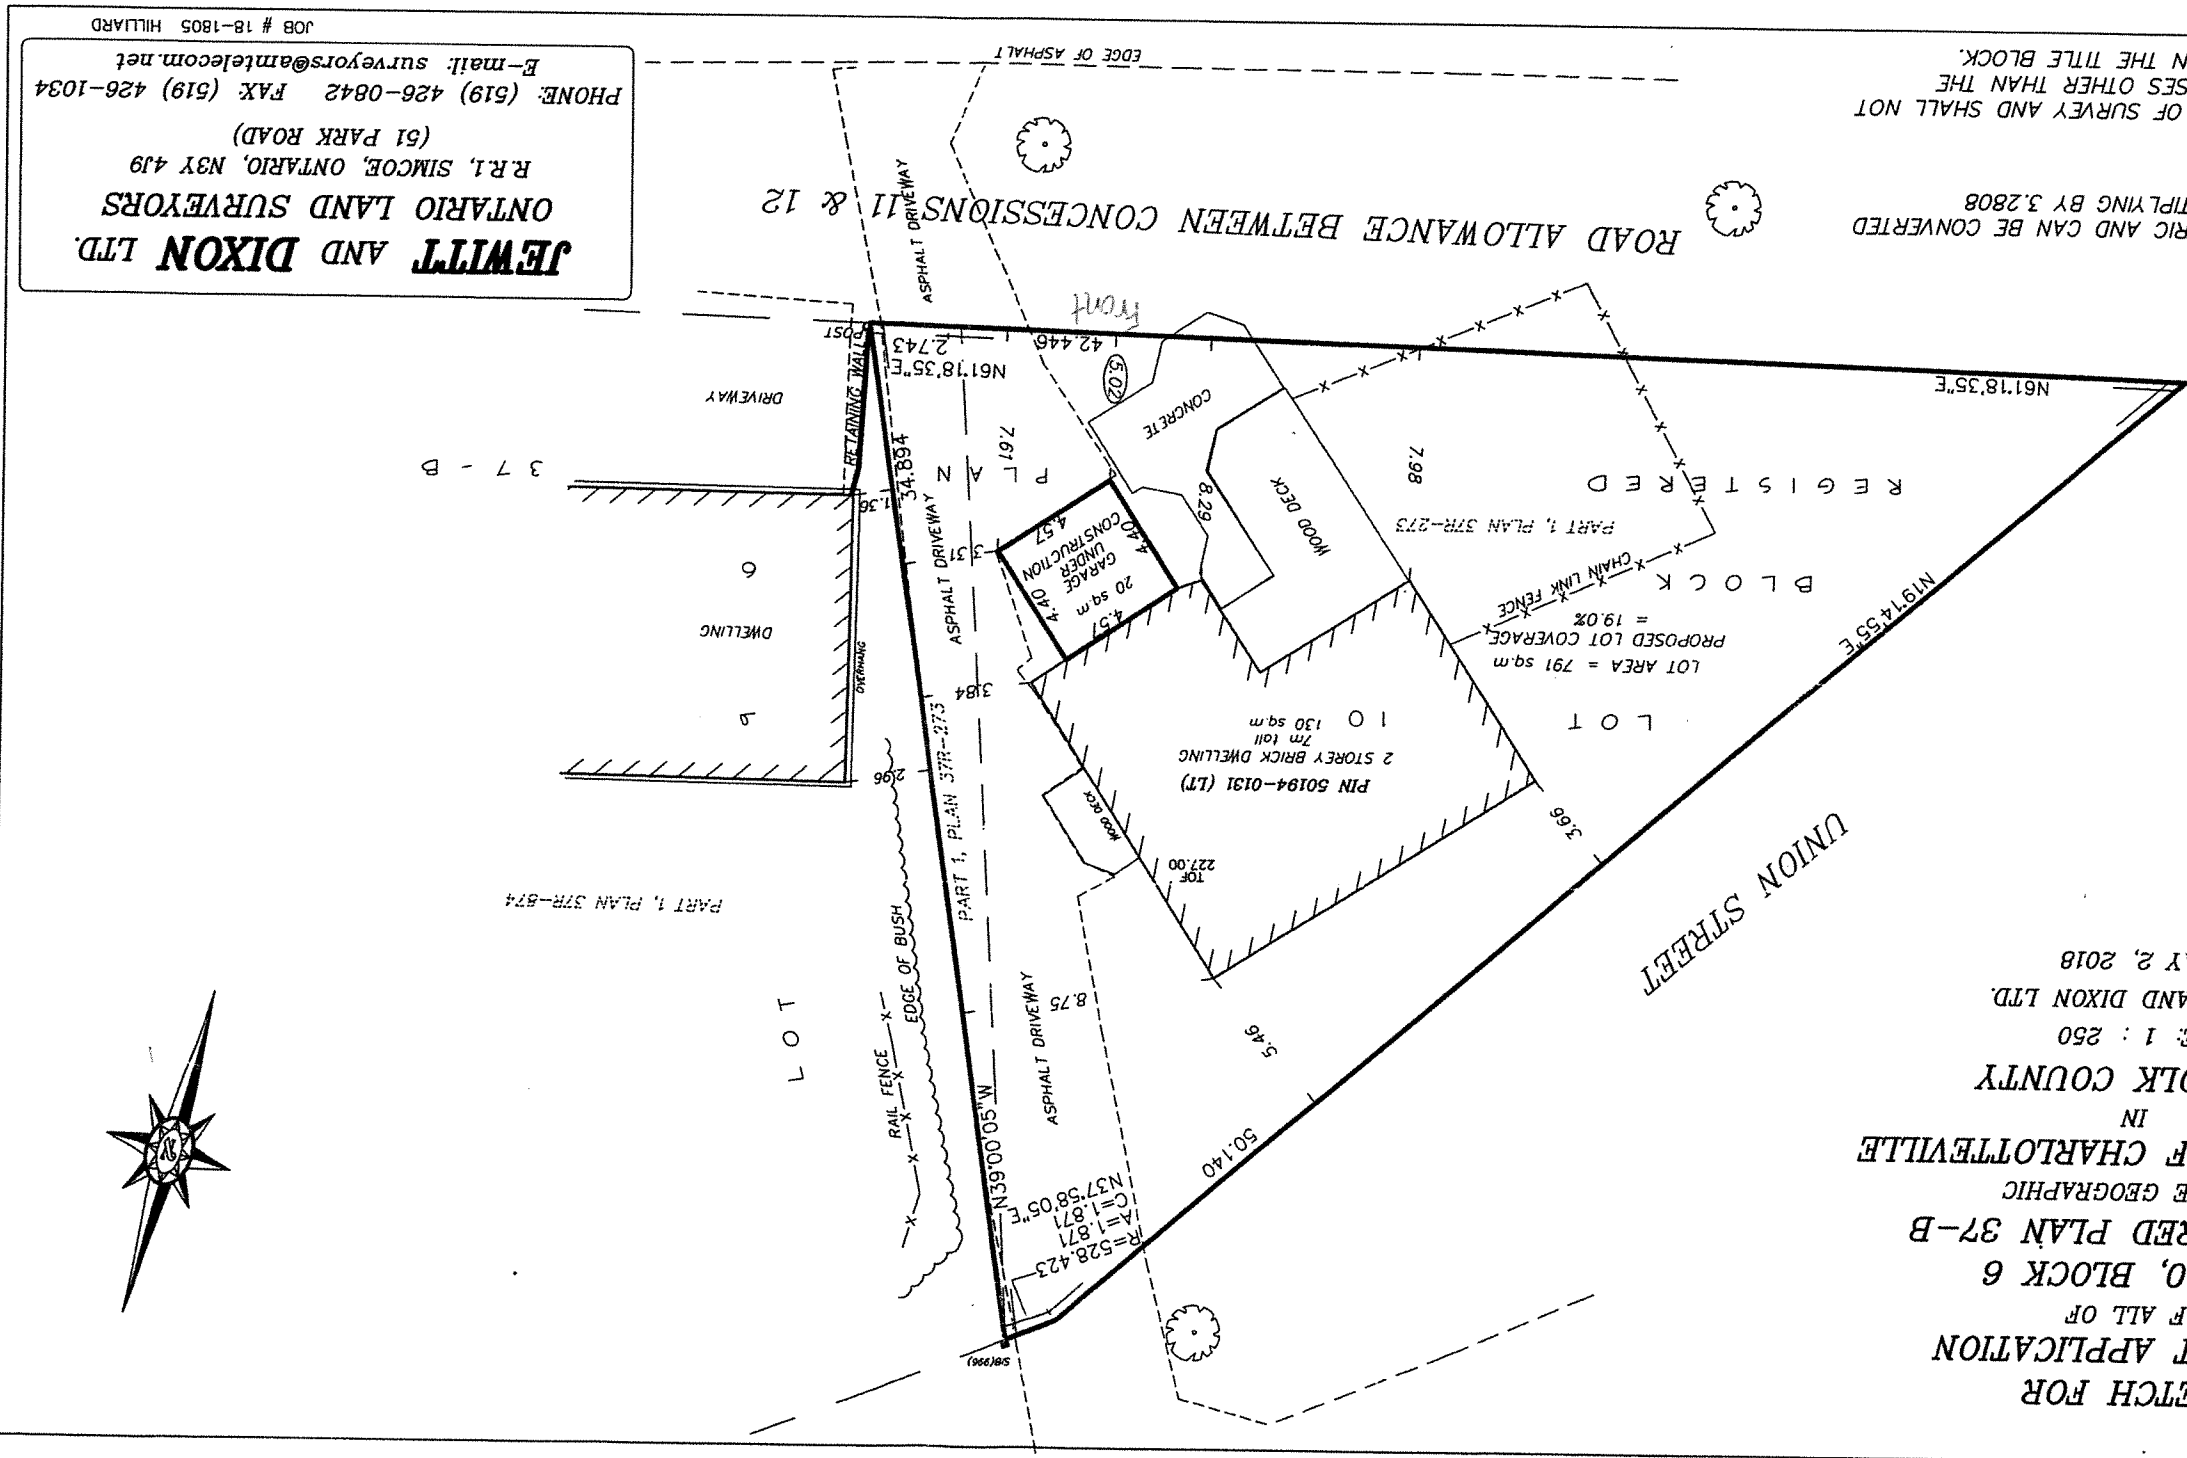 ETCH FOR
T APPLICATION
F ALL OF
0, BLOCK 6
RED PLAN 37-B
E GEOGRAPHIC
F CHARLOTTEVILLE
IN
OLK COUNTY
E: 1 : 250
AND DIXON LTD.
AY 2, 2018
RIC AND CAN BE CONVERTED
TIPLYING BY 3.2808
OF SURVEY AND SHALL NOT
SES OTHER THAN THE
N THE TITLE BLOCK.
SIB(996)
R=528.423
A=1.871
C=1.871
N37°58'05"E
50.140
N39°00'05"W
RAIL FENCE
EDGE OF BUSH
ASPHALT DRIVEWAY
8.75
5.46
LOT
UNION STREET
PART 1, PLAN 37R-874
PART 1, PLAN 37R-273
TOF
227.00
3.66
WOOD DECK
PIN 50194-0131 (LT)
2 STOREY BRICK DWELLING
7m tall
10 130 sq.m
2.96
LOT
DWELLING
6
OVERHANG
3.84
LOT AREA = 791 sq.m
PROPOSED LOT COVERAGE
= 19.0%
N19°14'55"E
BLOCK
CHAIN LINK FENCE
4.57
20 sq.m
GARAGE
UNDER
CONSTRUCTION
4.40
4.40
4.57
3.31
ASPHALT DRIVEWAY
PART 1, PLAN 37R-273
WOOD DECK
8.29
REGISTERED
7.98
PLAN
37-B
34.894
1.36
7.61
CONCRETE
RETAINING WALL
DRIVEWAY
5.02
N61°18'35"E
N61°18'35"E
42.446
2.743
POST
Front
ASPHALT DRIVEWAY
ROAD ALLOWANCE BETWEEN CONCESSIONS 11 & 12
EDGE OF ASPHALT
JEWITT AND DIXON LTD.
ONTARIO LAND SURVEYORS
R.R.1, SIMCOE, ONTARIO, N3Y 4J9
(51 PARK ROAD)
PHONE: (519) 426-0842 FAX: (519) 426-1034
E-mail: surveyors@amtelecom.net
JOB # 18-1805 HILLIARD